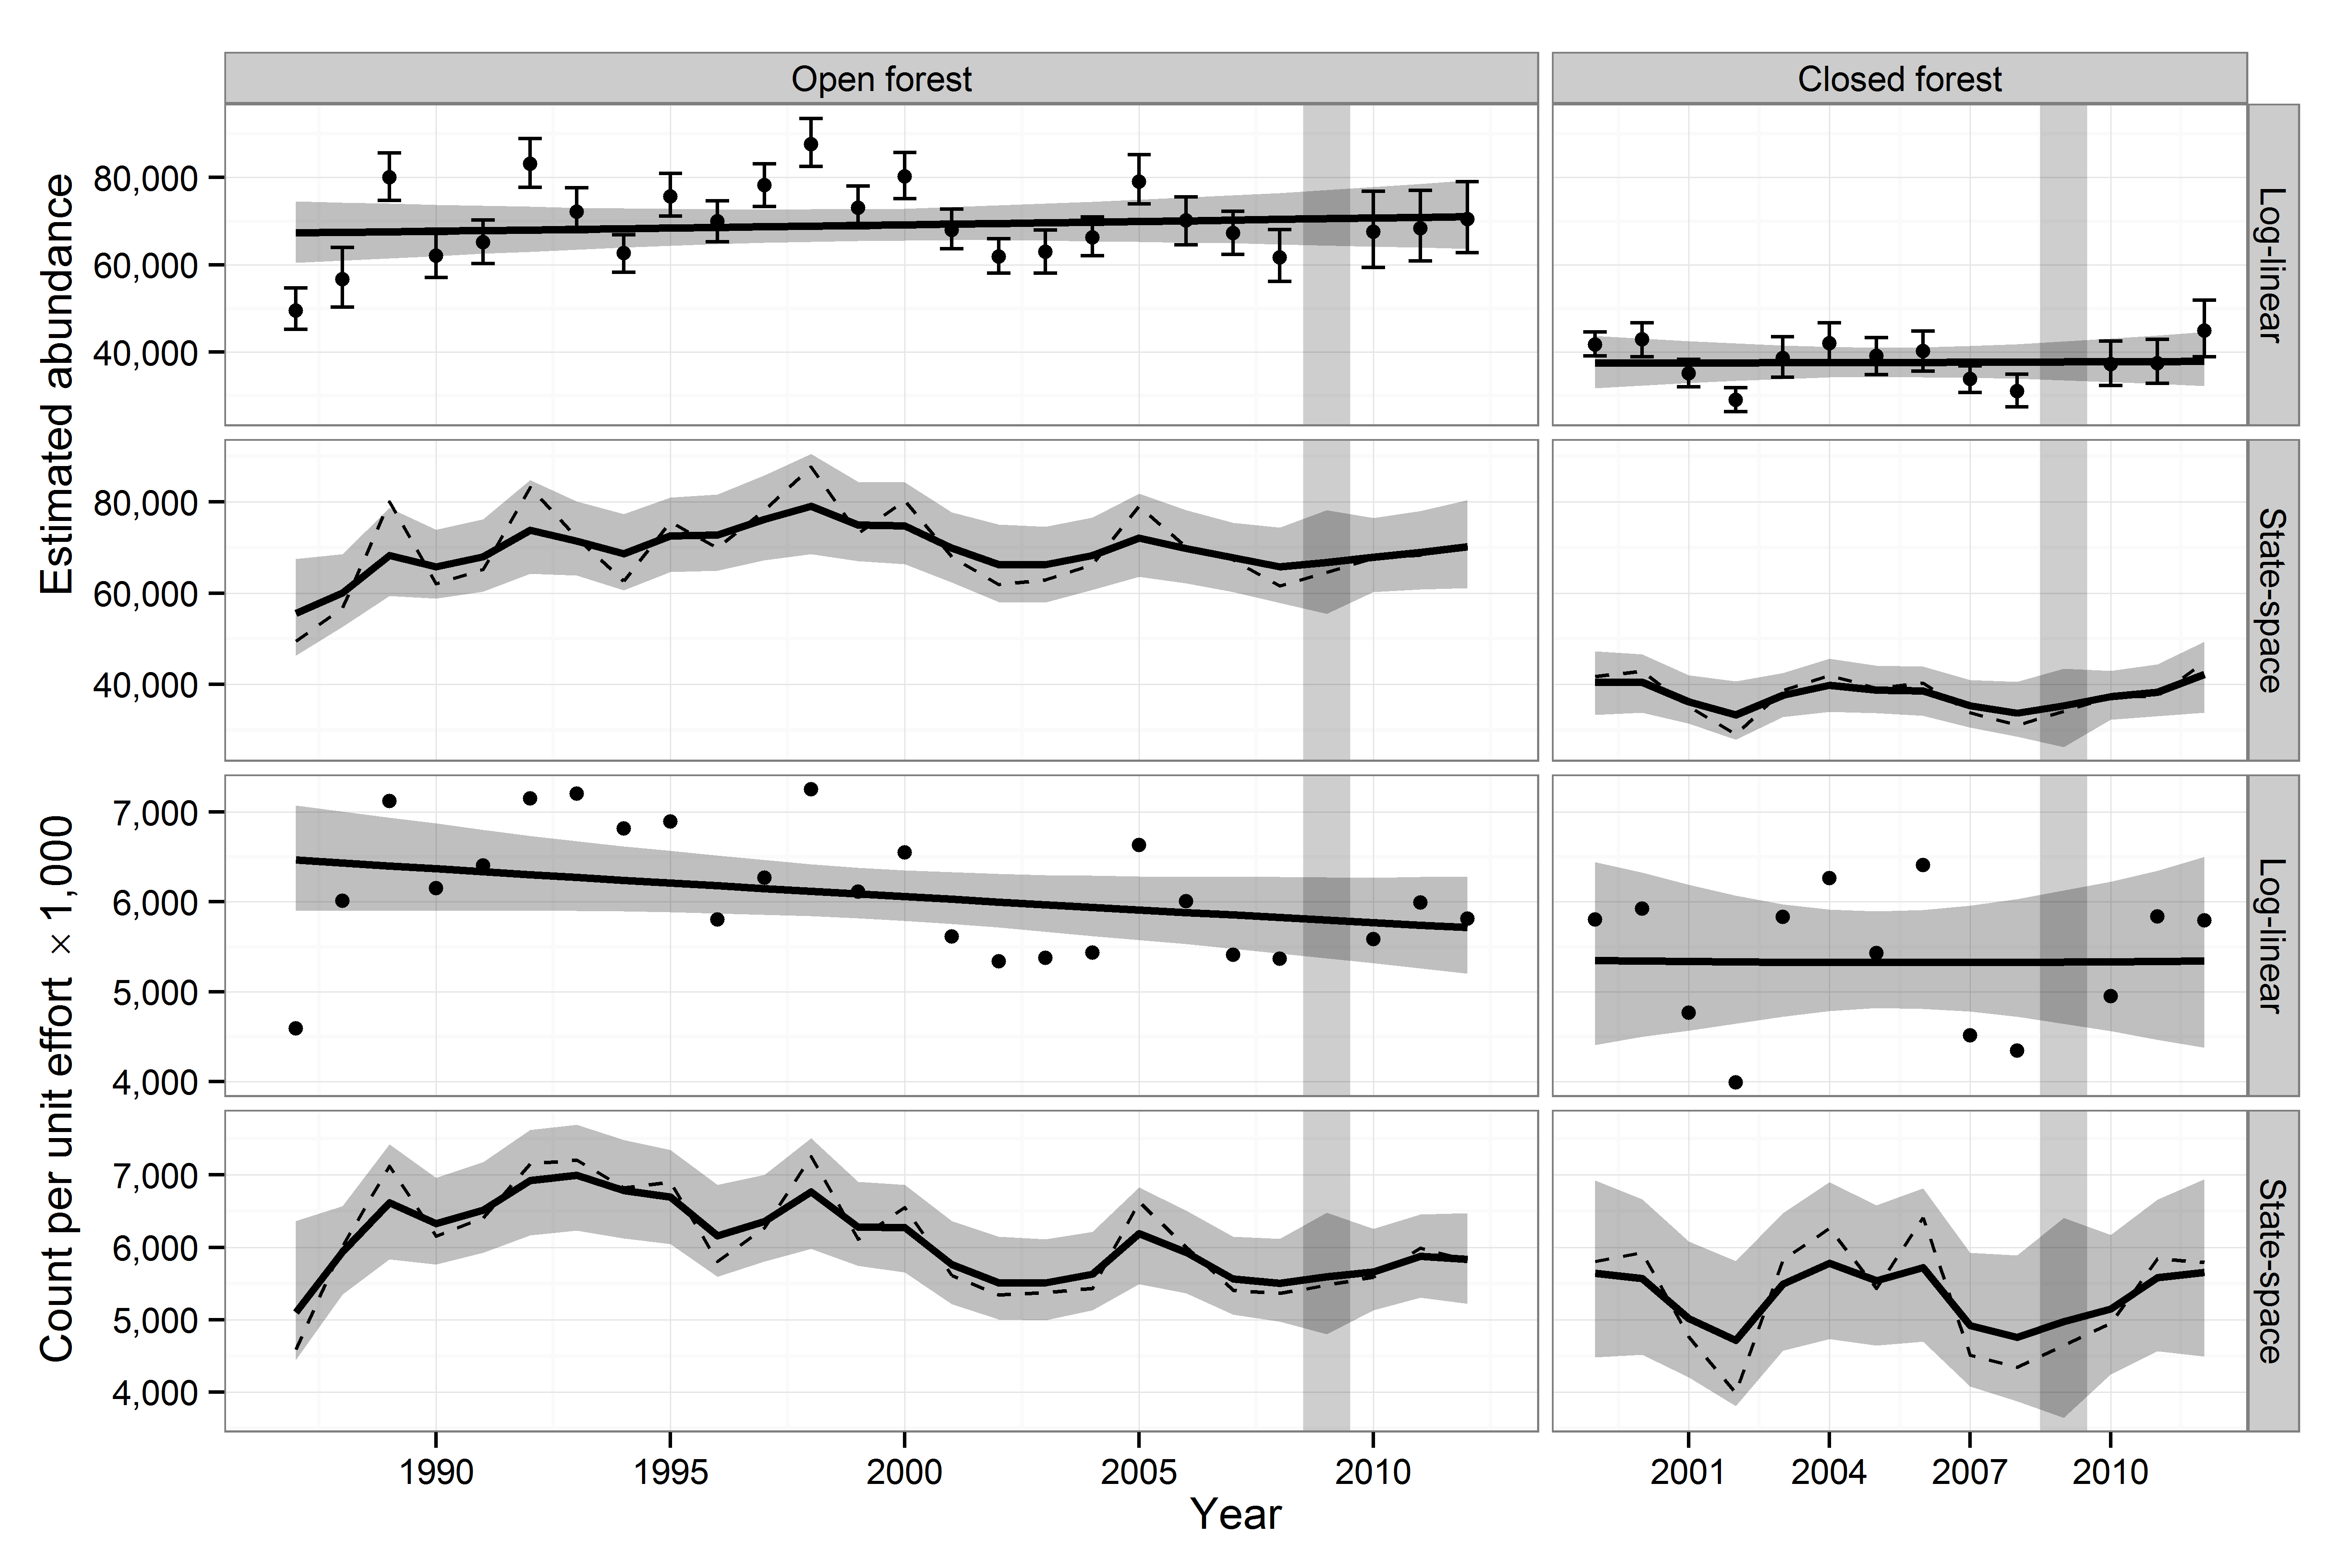 Open forest
Closed forest
Estimated abundance
80,000
60,000
40,000
Log-linear
80,000
60,000
40,000
State-space
Count per unit effort × 1,000
7,000
6,000
5,000
4,000
Log-linear
7,000
6,000
5,000
4,000
State-space
1990 1995 2000 2005 2010
2001 2004 2007 2010
Year